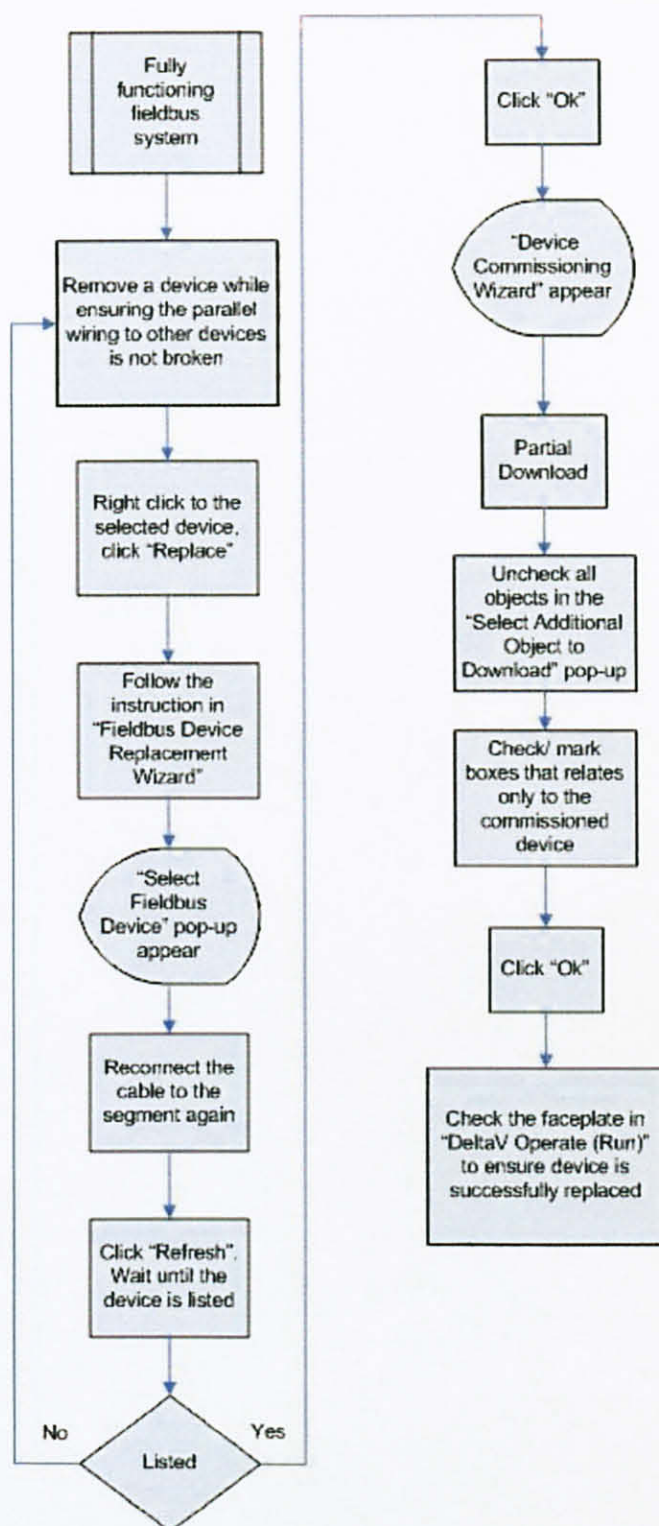 Fully
functioning
fieldbus
system
Remove a device while
ensuring the parallel
wiring to other devices
is not broken
Right click to the
selected device,
click “Replace”
Follow the
instruction in
“Fieldbus Device
Replacement
Wizard”
“Select
Fieldbus
Device” pop-up
appear
Reconnect the
cable to the
segment again
Click “Refresh”.
Wait until the
device is listed
No
Listed
Yes
Click “Ok”
“Device
Commissioning
Wizard” appear
Partial
Download
Uncheck all
objects in the
“Select Additional
Object to
Download” pop-up
Check/ mark
boxes that relates
only to the
commissioned
device
Click “Ok”
Check the faceplate in
“DeltaV Operate (Run)”
to ensure device is
successfully replaced